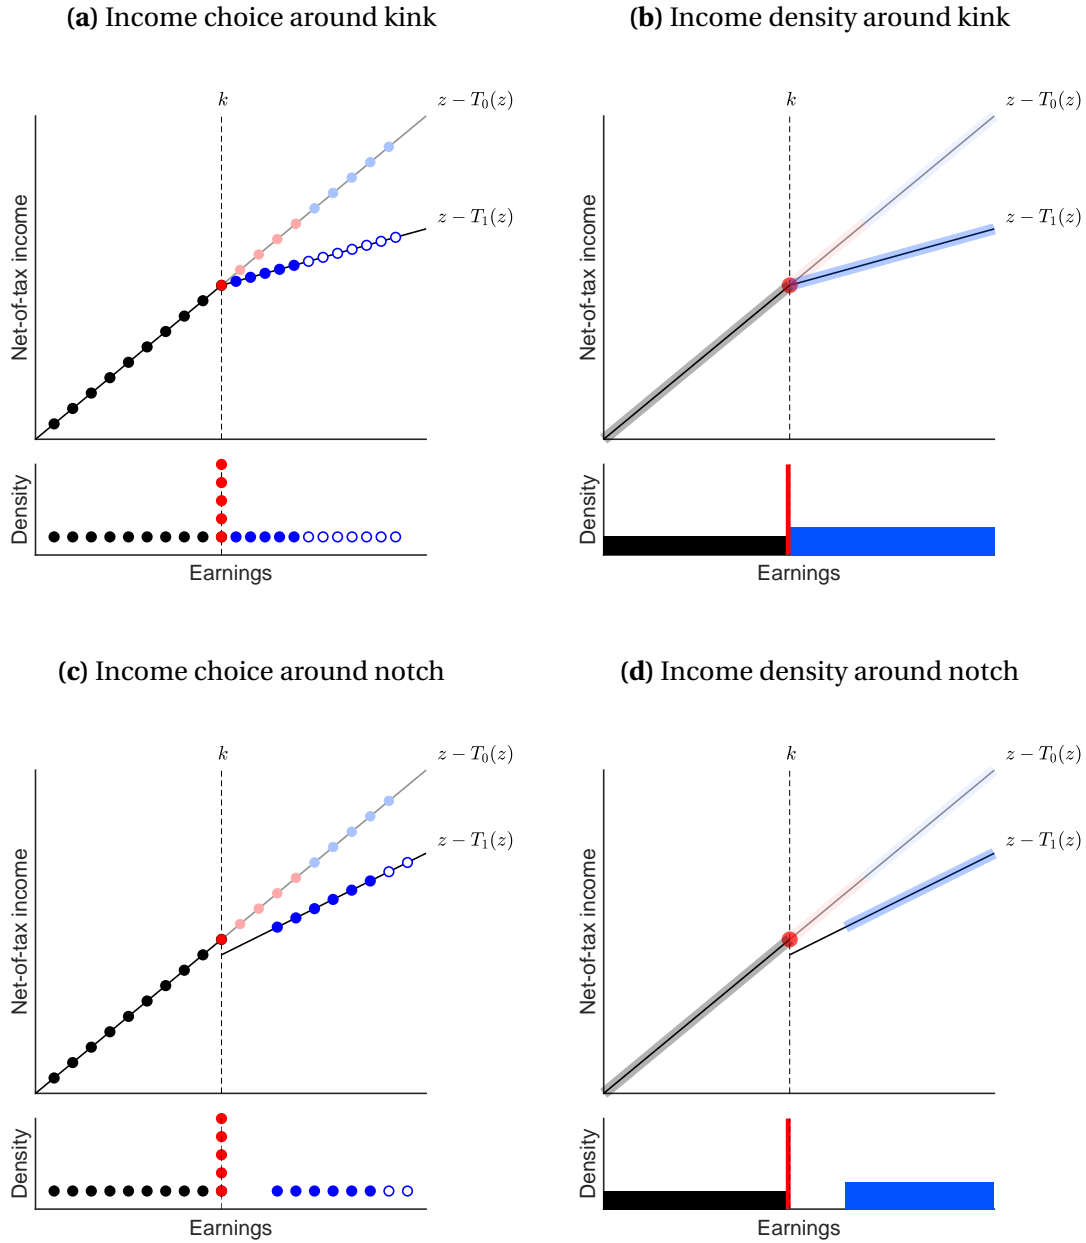 (a) Income choice around kink
k
z − T₀(z)
z − T₁(z)
Net-of-tax income
Density
Earnings
(b) Income density around kink
k
z − T₀(z)
z − T₁(z)
Net-of-tax income
Density
Earnings
(c) Income choice around notch
k
z − T₀(z)
z − T₁(z)
Net-of-tax income
Density
Earnings
(d) Income density around notch
k
z − T₀(z)
z − T₁(z)
Net-of-tax income
Density
Earnings